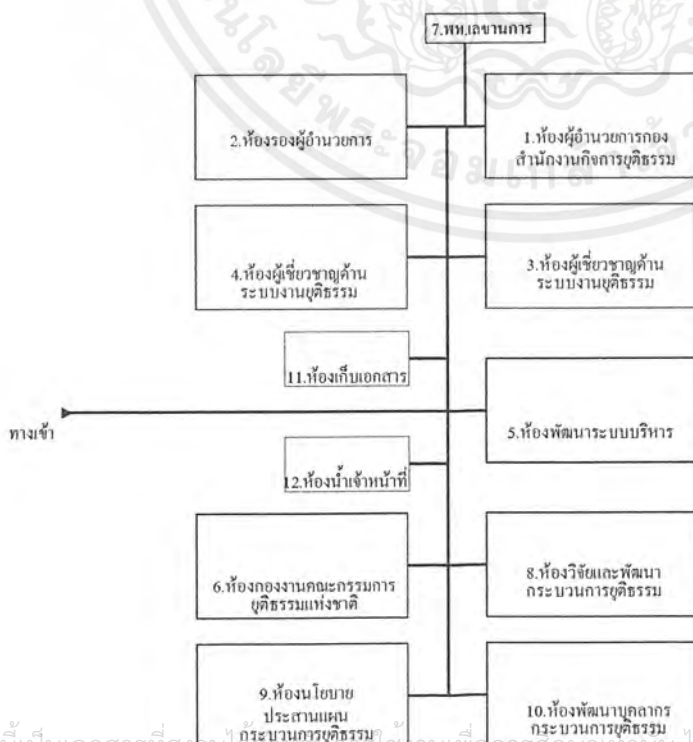 7.พท.เลขานการ
2.ห้องรองผู้อำนวยการ
1.ห้องผู้อำนวยการกอง
สำนักงานกิจการยุติธรรม
4.ห้องผู้เชี่ยวชาญด้าน
ระบบงานยุติธรรม
3.ห้องผู้เชี่ยวชาญด้าน
ระบบงานยุติธรรม
11.ห้องเก็บเอกสาร
ทางเข้า
5.ห้องพัฒนาระบบบริหาร
12.ห้องน้ำเจ้าหน้าที่
6.ห้องกองงานคณะกรรมการ
ยุติธรรมแห่งชาติ
8.ห้องวิจัยและพัฒนา
กระบวนการยุติธรรม
9.ห้องนโยบาย
ประสานแผน
กระบวนการยุติธรรม
10.ห้องพัฒนาบุคลากร
กระบวนการยุติธรรม